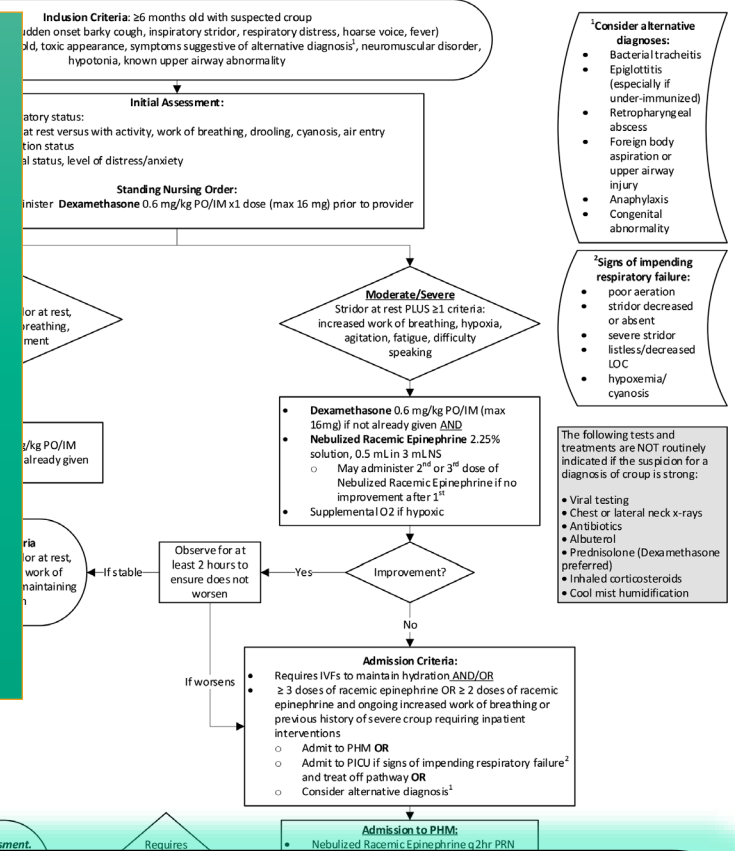 Inclusion Criteria: ≥6 months old with suspected croup
udden onset barky cough, inspiratory stridor, respiratory distress, hoarse voice, fever)
old, toxic appearance, symptoms suggestive of alternative diagnosis1, neuromuscular disorder,
hypotonia, known upper airway abnormality
Initial Assessment:
atory status:
at rest versus with activity, work of breathing, drooling, cyanosis, air entry
tion status
al status, level of distress/anxiety
Standing Nursing Order:
inister Dexamethasone 0.6 mg/kg PO/IM x1 dose (max 16 mg) prior to provider
1Consider alternative
diagnoses:
• Bacterial tracheitis
• Epiglottitis
(especially if
under-immunized)
• Retropharyngeal
abscess
• Foreign body
aspiration or
upper airway
injury
• Anaphylaxis
• Congenital
abnormality
2Signs of impending
respiratory failure:
• poor aeration
• stridor decreased
or absent
• severe stridor
• listless/decreased
LOC
• hypoxemia/
cyanosis
or at rest,
reathing,
ment
Moderate/Severe
Stridor at rest PLUS ≥1 criteria:
increased work of breathing, hypoxia,
agitation, fatigue, difficulty
speaking
g/kg PO/IM
already given
• Dexamethasone 0.6 mg/kg PO/IM (max
16mg) if not already given AND
• Nebulized Racemic Epinephrine 2.25%
solution, 0.5 mL in 3 mL NS
o May administer 2nd or 3rd dose of
Nebulized Racemic Epinephrine if no
improvement after 1st
• Supplemental O2 if hypoxic
The following tests and
treatments are NOT routinely
indicated if the suspicion for a
diagnosis of croup is strong:
• Viral testing
• Chest or lateral neck x-rays
• Antibiotics
• Albuterol
• Prednisolone (Dexamethasone
preferred)
• Inhaled corticosteroids
• Cool mist humidification
ria
or at rest,
work of
maintaining
n
If stable
Observe for at
least 2 hours to
ensure does not
worsen
Yes
Improvement?
No
If worsens
Admission Criteria:
• Requires IVFs to maintain hydration AND/OR
• ≥ 3 doses of racemic epinephrine OR ≥ 2 doses of racemic
epinephrine and ongoing increased work of breathing or
previous history of severe croup requiring inpatient
interventions
o Admit to PHM OR
o Admit to PICU if signs of impending respiratory failure2
and treat off pathway OR
o Consider alternative diagnosis1
ssment.
Requires
Admission to PHM:
• Nebulized Racemic Epinephrine q2hr PRN